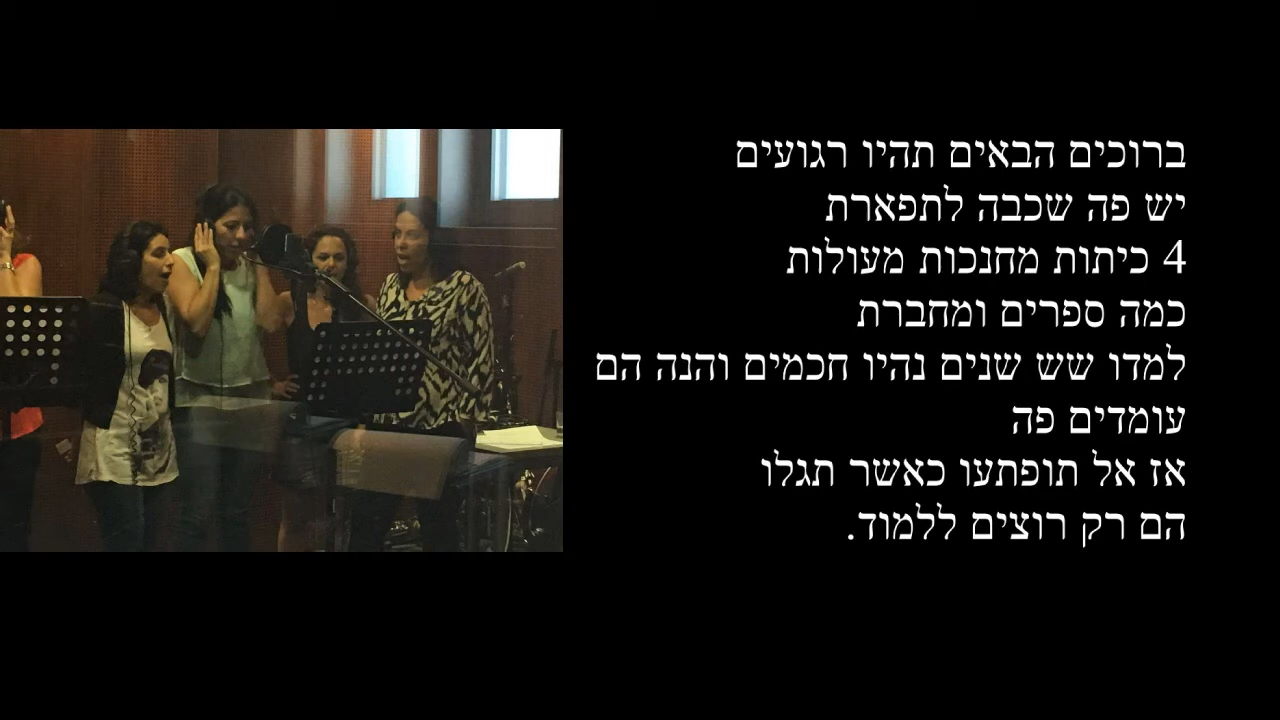 ברוכים הבאים תהיו רגועים
יש פה שכבה לתפארת
4 כיתות מחנכות מעולות
כמה ספרים ומחברת
למדו שש שנים נהיו חכמים והנה הם
עומדים פה
אז אל תופתעו כאשר תגלו
הם רק רוצים ללמוד.